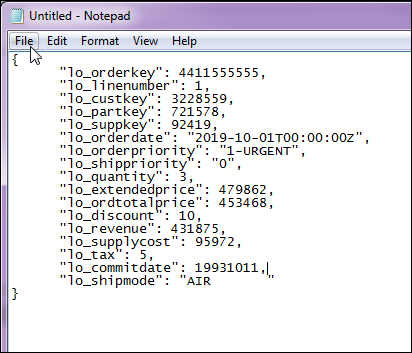 Untitled - Notepad
File Edit Format View Help
{
"lo_orderkey": 4411555555,
"lo_linenumber": 1,
"lo_custkey": 3228559,
"lo_partkey": 721578,
"lo_suppkey": 92419,
"lo_orderdate": "2019-10-01T00:00:00Z",
"lo_orderpriority": "1-URGENT",
"lo_shippriority": "0",
"lo_quantity": 3,
"lo_extendedprice": 479862,
"lo_ordtotalprice": 453468,
"lo_discount": 10,
"lo_revenue": 431875,
"lo_supplycost": 95972,
"lo_tax": 5,
"lo_commitdate": 19931011,
"lo_shipmode": "AIR       "
}